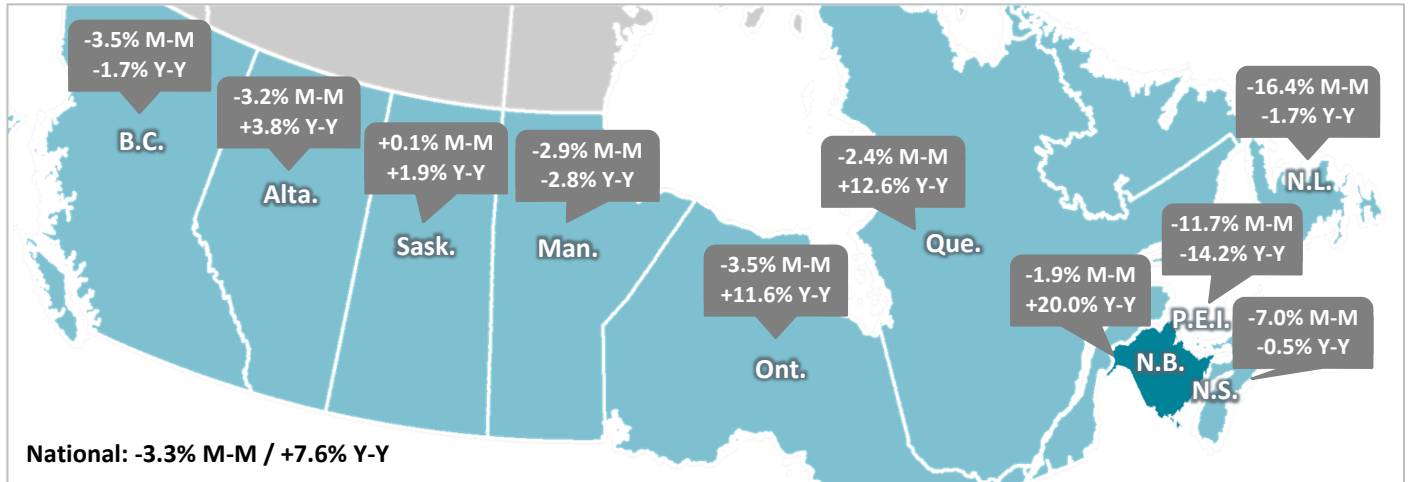 -3.5% M-M
-1.7% Y-Y
B.C.
-3.2% M-M
+3.8% Y-Y
Alta.
+0.1% M-M
+1.9% Y-Y
Sask.
-2.9% M-M
-2.8% Y-Y
Man.
-3.5% M-M
+11.6% Y-Y
Ont.
-2.4% M-M
+12.6% Y-Y
Que.
-1.9% M-M
+20.0% Y-Y
N.B.
-16.4% M-M
-1.7% Y-Y
N.L.
-11.7% M-M
-14.2% Y-Y
P.E.I.
-7.0% M-M
-0.5% Y-Y
N.S.
National: -3.3% M-M / +7.6% Y-Y